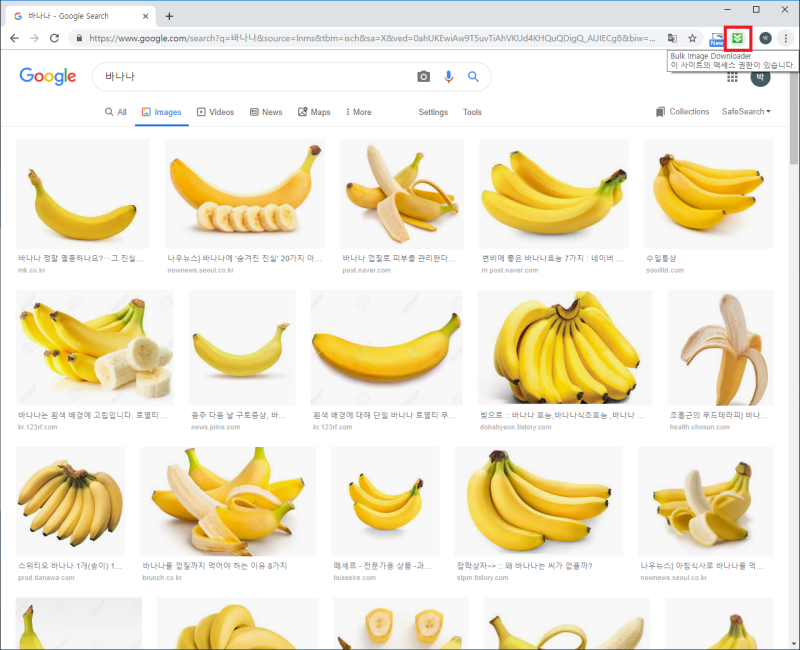 바나나 - Google Search
https://www.google.com/search?q=바나나&source=lnms&tbm=isch&sa=X&ved=0ahUKEwiAw9T5uvTiAhVKUd4KHQuQDigQ_AUIECgB&biw=...
New
박
Bulk Image Downloader
이 사이트의 액세스 권한이 있습니다.
Google
바나나
박
All Images Videos News Maps More Settings Tools Collections SafeSearch
바나나 정말 멸종하나요?…그 진실...
mk.co.kr
나우뉴스] 바나나에 '숨겨진 진실' 20가지 아...
nownews.seoul.co.kr
바나나 껍질로 피부를 관리한다...
post.naver.com
변비에 좋은 바나나효능 7가지 : 네이버 ...
m.post.naver.com
수일통상
sooilltd.com
바나나는 흰색 배경에 고립입니다. 로열티 ...
kr.123rf.com
음주 다음 날 구토증상, 바...
news.joins.com
흰색 배경에 대해 단일 바나나 로열티 무...
kr.123rf.com
빛으로 :: 바나나 효능,바나나식초효능 ,바나나 ...
dohahyeon.tistory.com
조홍근의 푸드테라피] 바나...
health.chosun.com
스위티오 바나나 1개(송이) 1...
prod.danawa.com
바나나를 껍질까지 먹어야 하는 이유 8가지
brunch.co.kr
떼세르 - 전문가용 상품 -과...
teisseire.com
잡학상자~> :: 왜 바나나는 씨가 없을까?
stpm.tistory.com
나우뉴스] 아침식사로 바나나를 먹...
nownews.seoul.co.kr